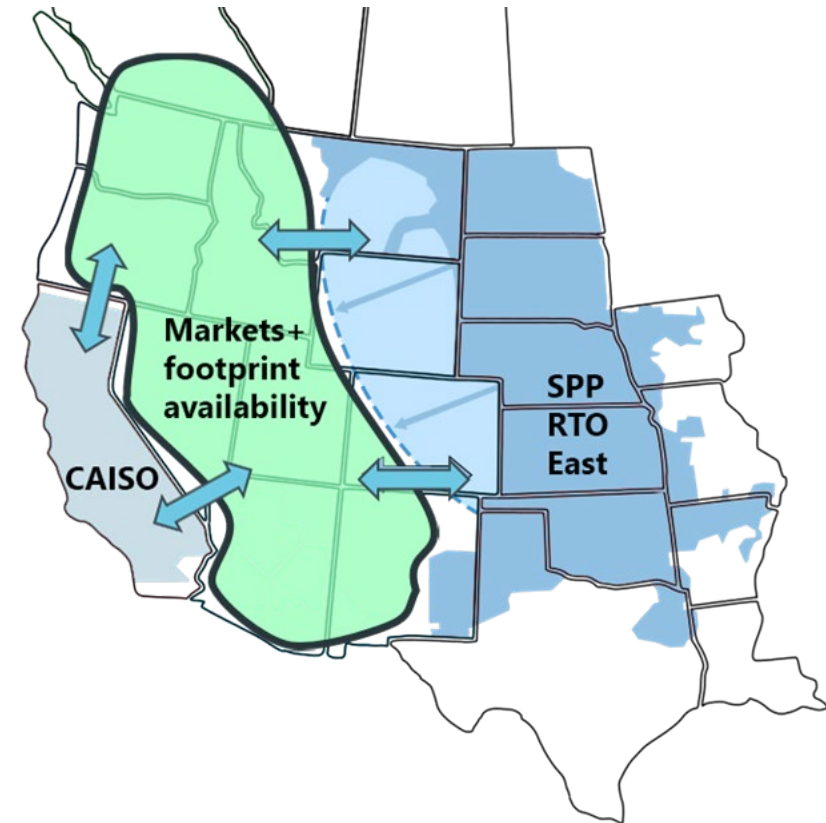 Markets+
footprint
availability
CAISO
SPP
RTO
East